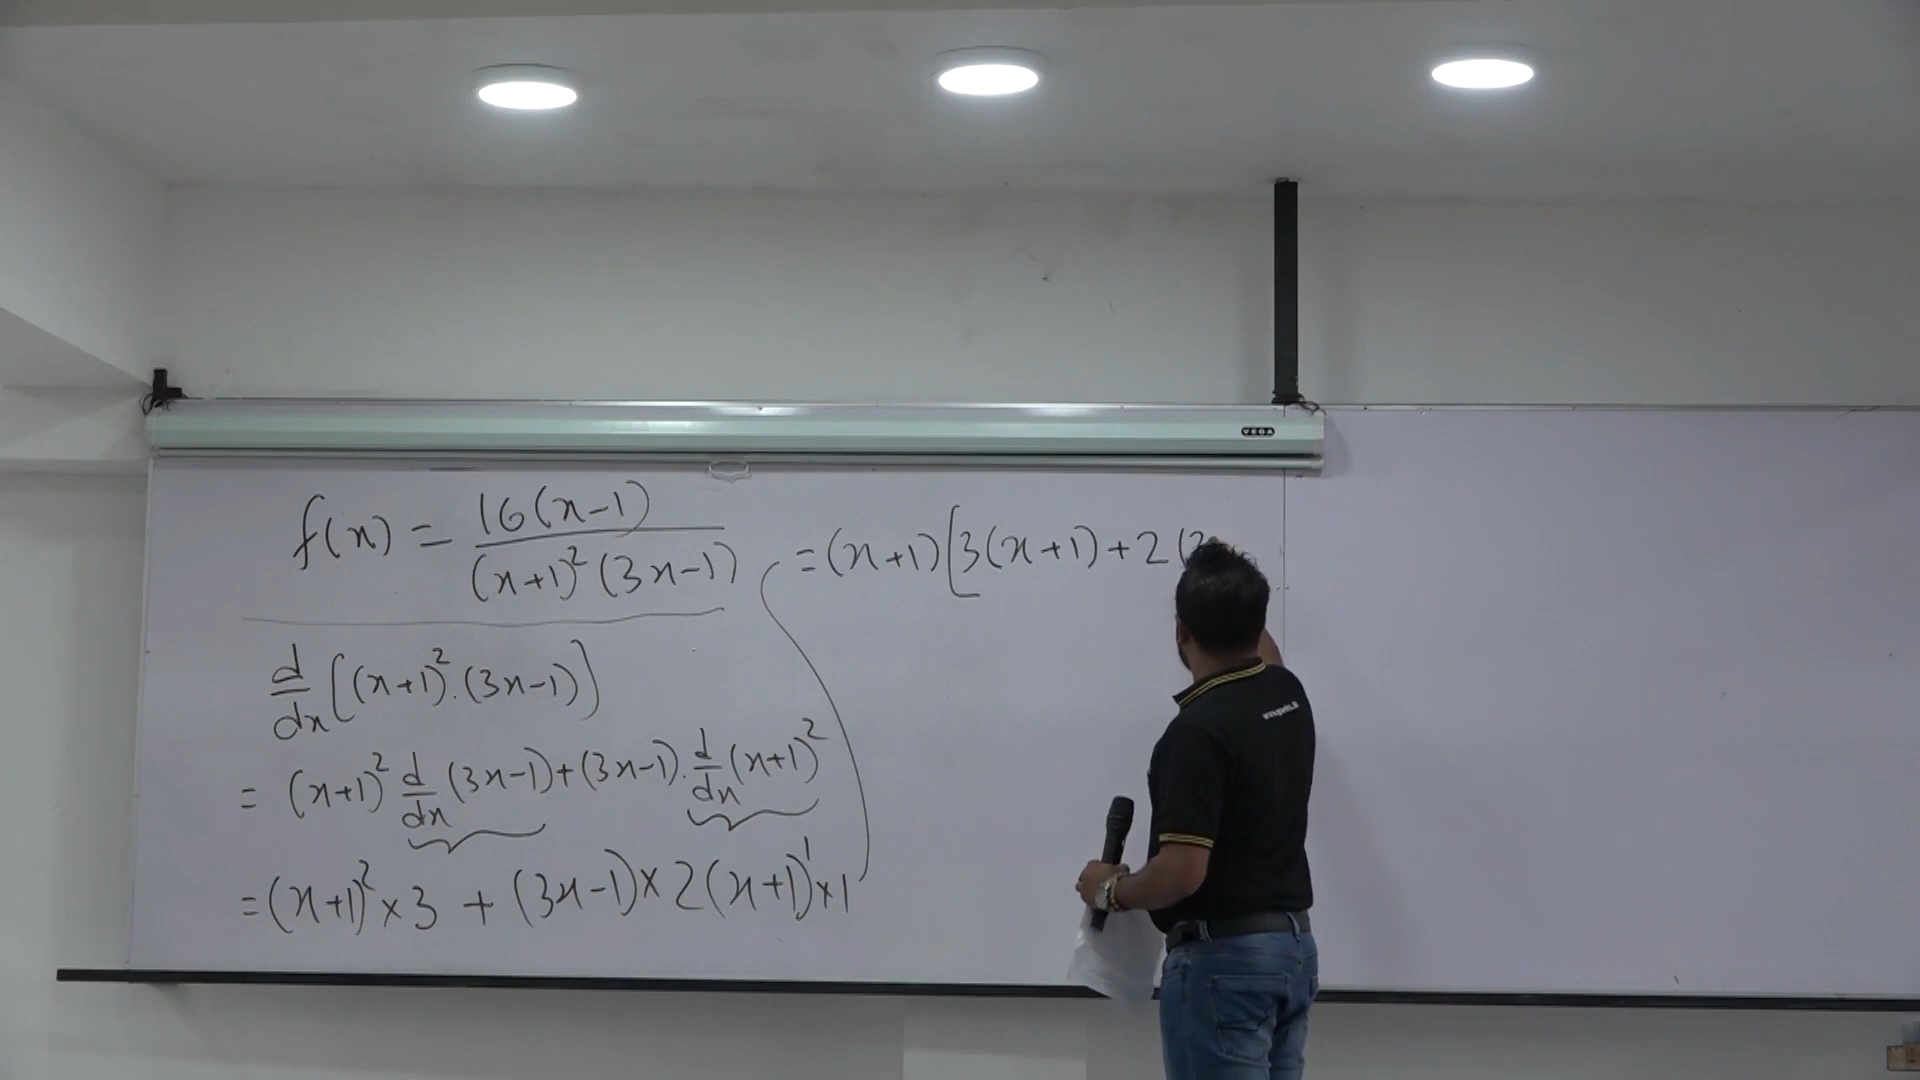 VEGA
f(x) = 16(x-1) / (x+1)² (3x-1)
d/dx [(x+1)².(3x-1)]
= (x+1)² d/dx (3x-1) + (3x-1). d/dx (x+1)²
= (x+1)² × 3 + (3x-1) × 2(x+1)¹ × 1
= (x+1) [3(x+1) + 2 (3